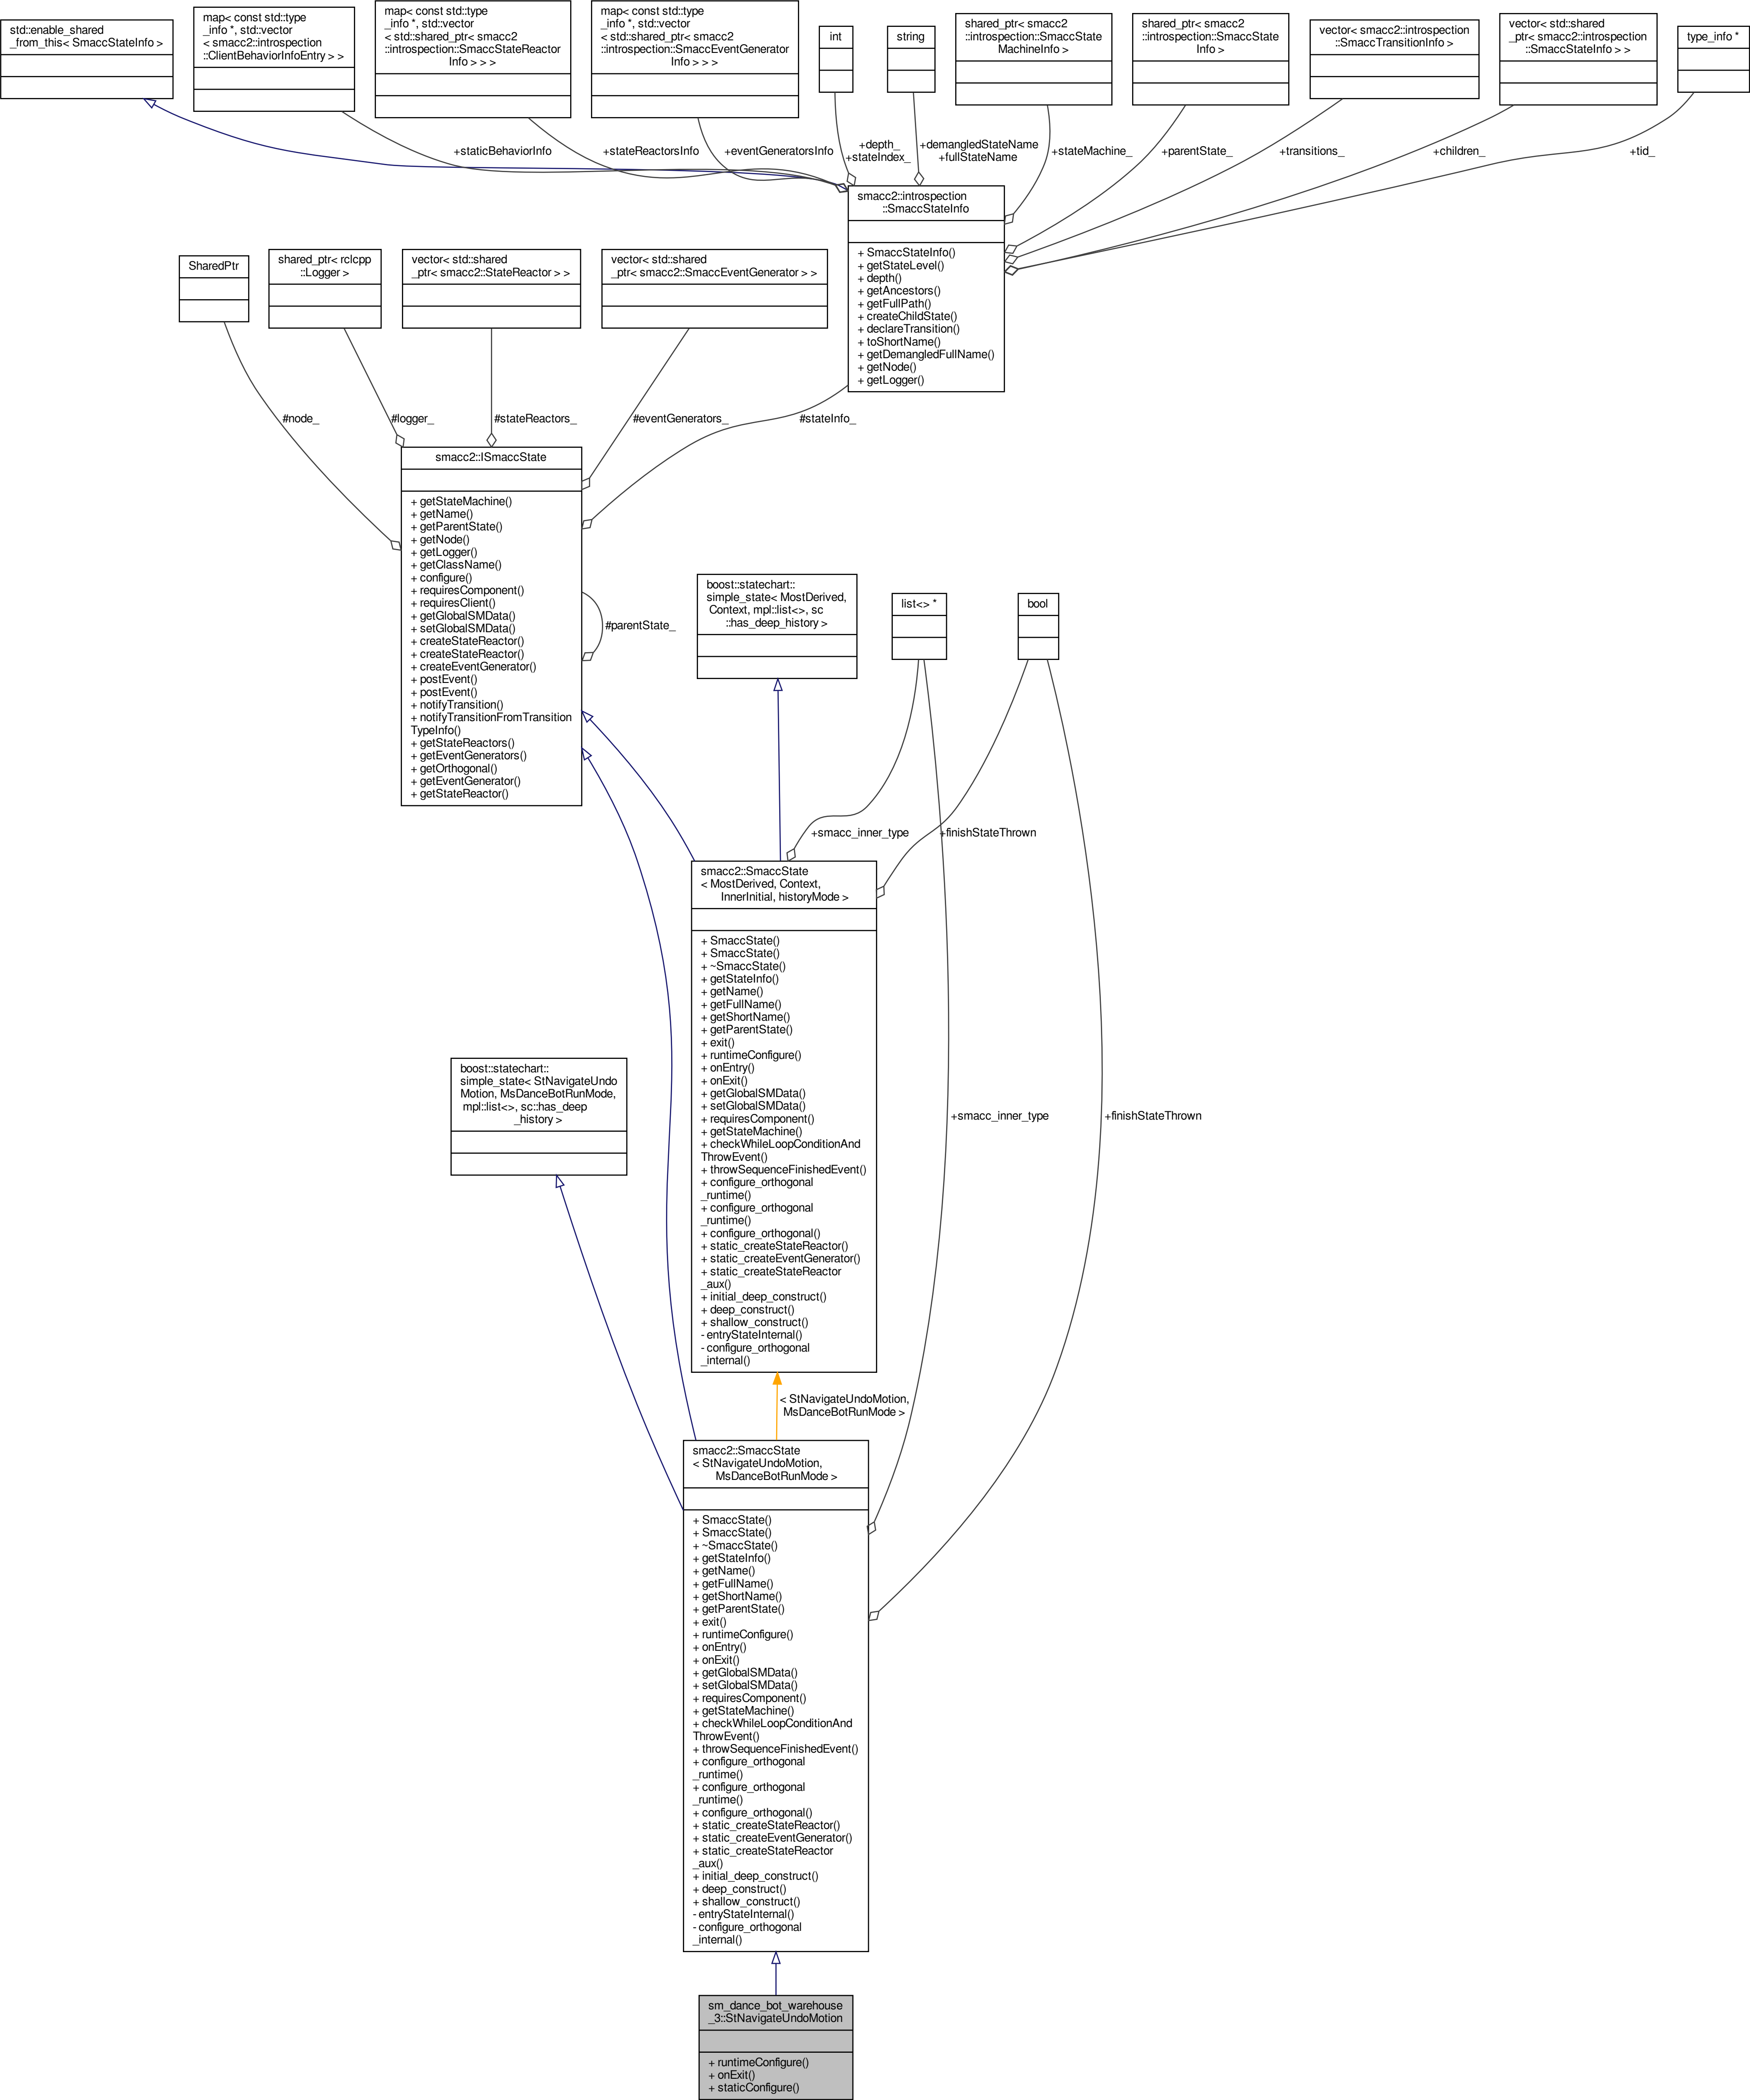 std::enable_shared
_from_this< SmaccStateInfo >
map< const std::type
_info *, std::vector
< smacc2::introspection
::ClientBehaviorInfoEntry > >
map< const std::type
_info *, std::vector
< std::shared_ptr< smacc2
::introspection::SmaccStateReactor
Info > > >
map< const std::type
_info *, std::vector
< std::shared_ptr< smacc2
::introspection::SmaccEventGenerator
Info > > >
int
string
shared_ptr< smacc2
::introspection::SmaccState
MachineInfo >
shared_ptr< smacc2
::introspection::SmaccState
Info >
vector< smacc2::introspection
::SmaccTransitionInfo >
vector< std::shared
_ptr< smacc2::introspection
::SmaccStateInfo > >
type_info *
+staticBehaviorInfo
+stateReactorsInfo
+eventGeneratorsInfo
+depth_
+stateIndex_
+demangledStateName
+fullStateName
+stateMachine_
+parentState_
+transitions_
+children_
+tid_
smacc2::introspection
::SmaccStateInfo
+ SmaccStateInfo()
+ getStateLevel()
+ depth()
+ getAncestors()
+ getFullPath()
+ createChildState()
+ declareTransition()
+ toShortName()
+ getDemangledFullName()
+ getNode()
+ getLogger()
SharedPtr
shared_ptr< rclcpp
::Logger >
vector< std::shared
_ptr< smacc2::StateReactor > >
vector< std::shared
_ptr< smacc2::SmaccEventGenerator > >
#node_
#logger_
#stateReactors_
#eventGenerators_
#stateInfo_
smacc2::ISmaccState
+ getStateMachine()
+ getName()
+ getParentState()
+ getNode()
+ getLogger()
+ getClassName()
+ configure()
+ requiresComponent()
+ requiresClient()
+ getGlobalSMData()
+ setGlobalSMData()
+ createStateReactor()
+ createStateReactor()
+ createEventGenerator()
+ postEvent()
+ postEvent()
+ notifyTransition()
+ notifyTransitionFromTransition
TypeInfo()
+ getStateReactors()
+ getEventGenerators()
+ getOrthogonal()
+ getEventGenerator()
+ getStateReactor()
#parentState_
boost::statechart::
simple_state< MostDerived,
Context, mpl::list<>, sc
::has_deep_history >
list<> *
bool
+smacc_inner_type
+finishStateThrown
smacc2::SmaccState
< MostDerived, Context,
InnerInitial, historyMode >
+ SmaccState()
+ SmaccState()
+ ~SmaccState()
+ getStateInfo()
+ getName()
+ getFullName()
+ getShortName()
+ getParentState()
+ exit()
+ runtimeConfigure()
+ onEntry()
+ onExit()
+ getGlobalSMData()
+ setGlobalSMData()
+ requiresComponent()
+ getStateMachine()
+ checkWhileLoopConditionAnd
ThrowEvent()
+ throwSequenceFinishedEvent()
+ configure_orthogonal
_runtime()
+ configure_orthogonal
_runtime()
+ configure_orthogonal()
+ static_createStateReactor()
+ static_createEventGenerator()
+ static_createStateReactor
_aux()
+ initial_deep_construct()
+ deep_construct()
+ shallow_construct()
- entryStateInternal()
- configure_orthogonal
_internal()
boost::statechart::
simple_state< StNavigateUndo
Motion, MsDanceBotRunMode,
mpl::list<>, sc::has_deep
_history >
+smacc_inner_type
+finishStateThrown
< StNavigateUndoMotion,
MsDanceBotRunMode >
smacc2::SmaccState
< StNavigateUndoMotion,
MsDanceBotRunMode >
+ SmaccState()
+ SmaccState()
+ ~SmaccState()
+ getStateInfo()
+ getName()
+ getFullName()
+ getShortName()
+ getParentState()
+ exit()
+ runtimeConfigure()
+ onEntry()
+ onExit()
+ getGlobalSMData()
+ setGlobalSMData()
+ requiresComponent()
+ getStateMachine()
+ checkWhileLoopConditionAnd
ThrowEvent()
+ throwSequenceFinishedEvent()
+ configure_orthogonal
_runtime()
+ configure_orthogonal
_runtime()
+ configure_orthogonal()
+ static_createStateReactor()
+ static_createEventGenerator()
+ static_createStateReactor
_aux()
+ initial_deep_construct()
+ deep_construct()
+ shallow_construct()
- entryStateInternal()
- configure_orthogonal
_internal()
sm_dance_bot_warehouse
_3::StNavigateUndoMotion
+ runtimeConfigure()
+ onExit()
+ staticConfigure()